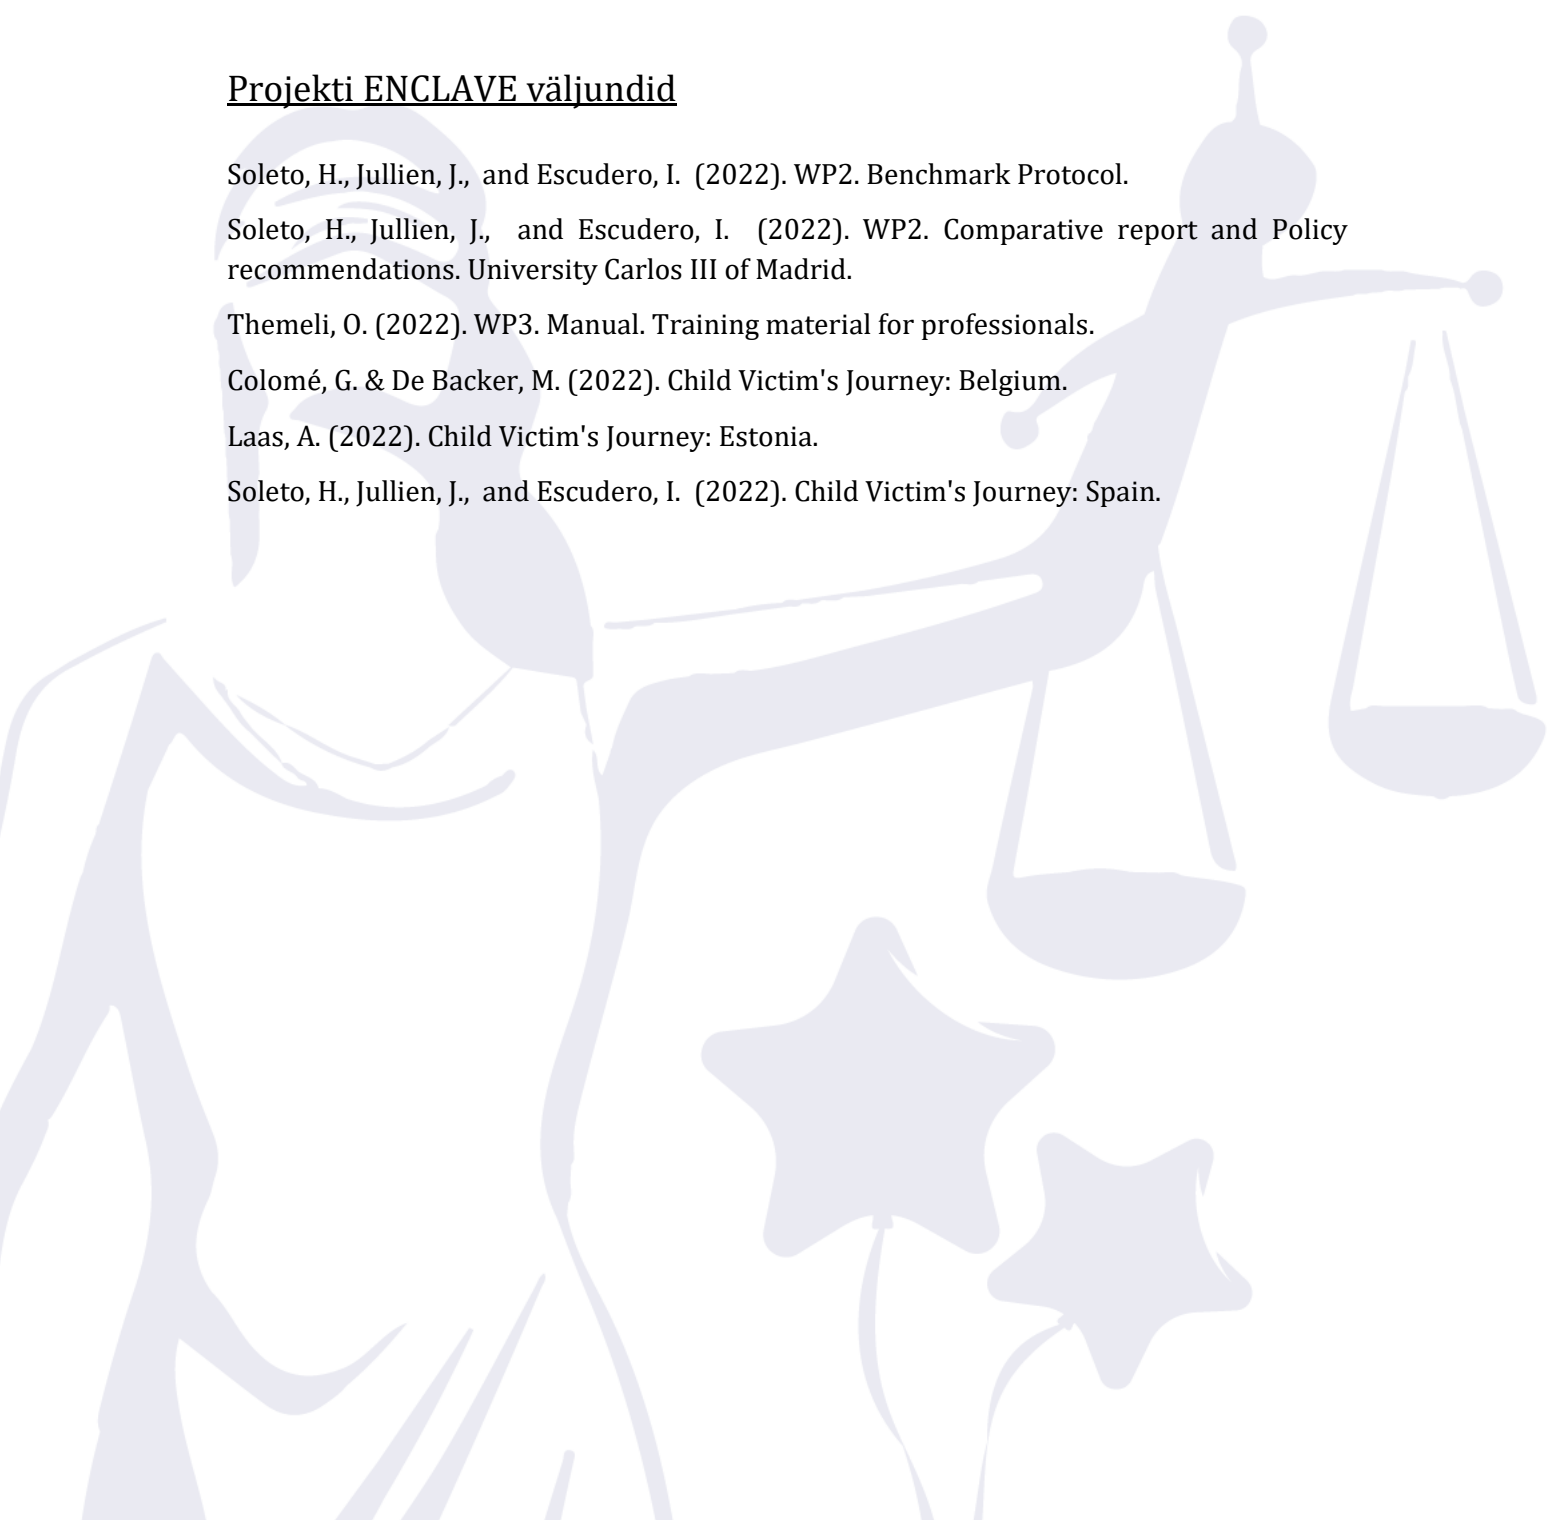 Projekti ENCLAVE väljundid
Soleto, H., Jullien, J., and Escudero, I. (2022). WP2. Benchmark Protocol.
Soleto, H., Jullien, J., and Escudero, I. (2022). WP2. Comparative report and Policy
recommendations. University Carlos III of Madrid.
Themeli, O. (2022). WP3. Manual. Training material for professionals.
Colomé, G. & De Backer, M. (2022). Child Victim's Journey: Belgium.
Laas, A. (2022). Child Victim's Journey: Estonia.
Soleto, H., Jullien, J., and Escudero, I. (2022). Child Victim's Journey: Spain.